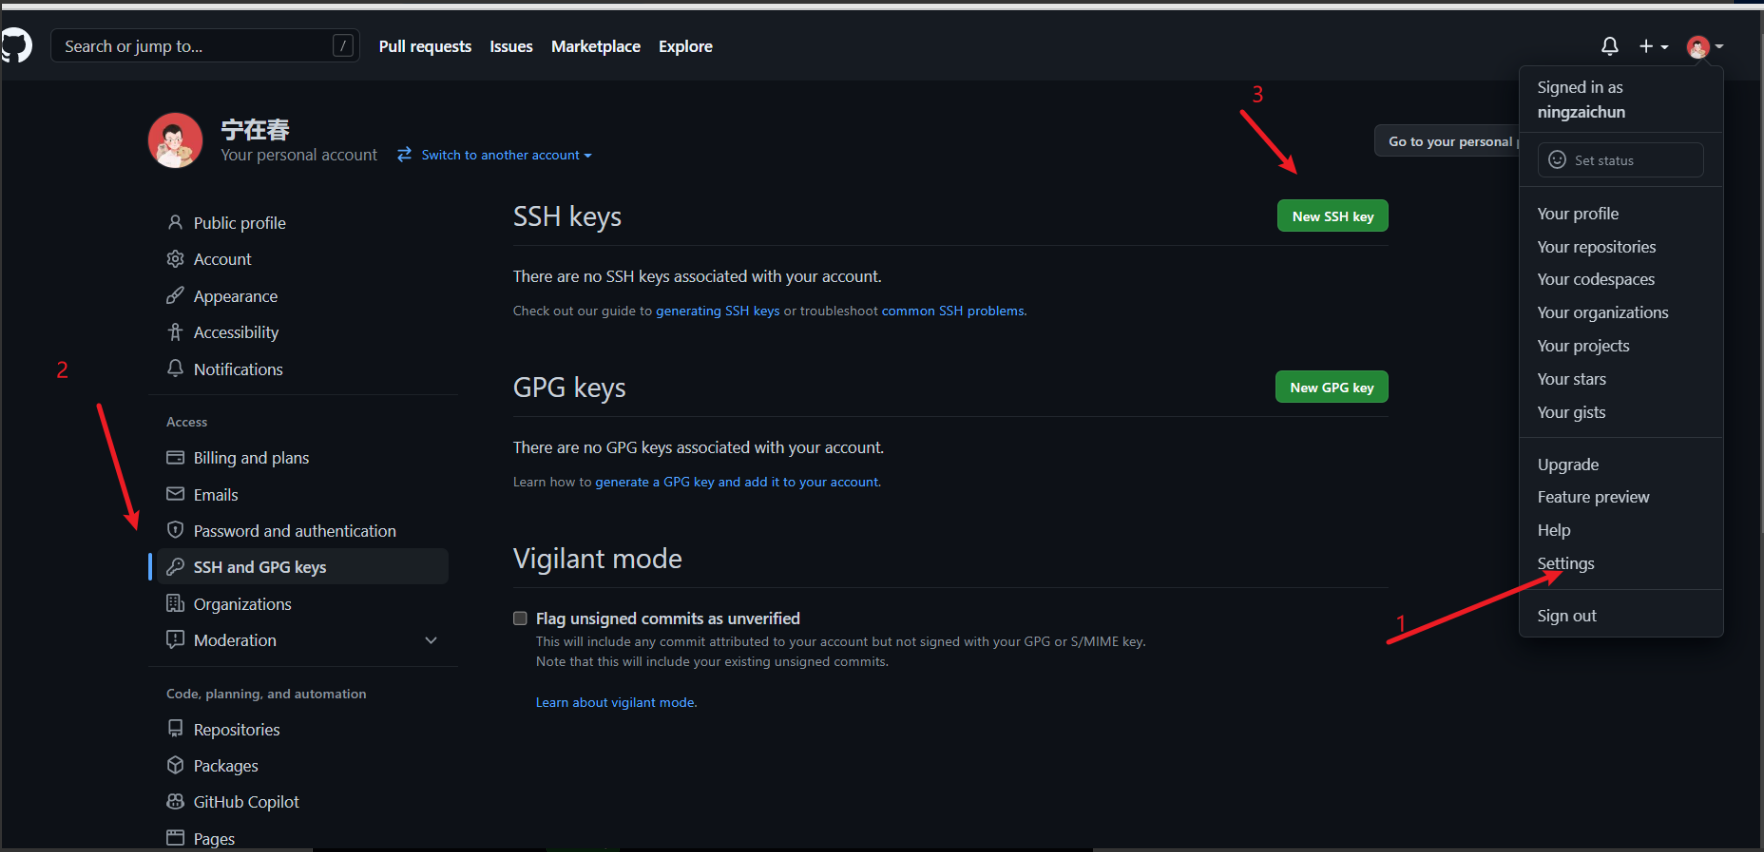 Search or jump to...
/
Pull requests
Issues
Marketplace
Explore
宁在春
Your personal account
Switch to another account
Go to your personal
Public profile
Account
Appearance
Accessibility
Notifications
Access
Billing and plans
Emails
Password and authentication
SSH and GPG keys
Organizations
Moderation
Code, planning, and automation
Repositories
Packages
GitHub Copilot
Pages
2
3
SSH keys
New SSH key
There are no SSH keys associated with your account.
Check out our guide to generating SSH keys or troubleshoot common SSH problems.
GPG keys
New GPG key
There are no GPG keys associated with your account.
Learn how to generate a GPG key and add it to your account.
Vigilant mode
Flag unsigned commits as unverified
This will include any commit attributed to your account but not signed with your GPG or S/MIME key.
Note that this will include your existing unsigned commits.
Learn about vigilant mode.
1
Signed in as
ningzaichun
Set status
Your profile
Your repositories
Your codespaces
Your organizations
Your projects
Your stars
Your gists
Upgrade
Feature preview
Help
Settings
Sign out